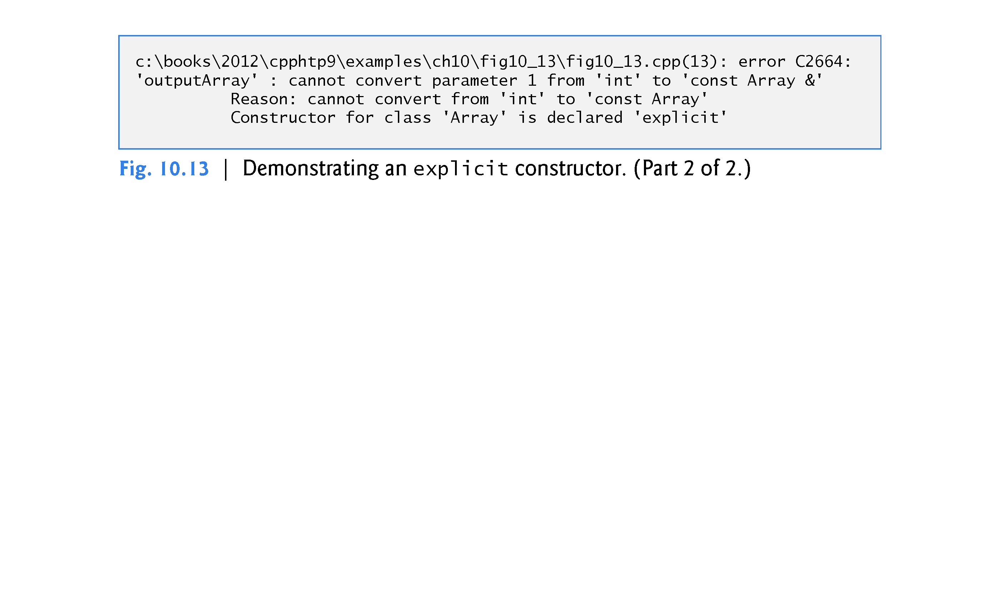 c:\books\2012\cpphtp9\examples\ch10\fig10_13\fig10_13.cpp(13): error C2664:
'outputArray' : cannot convert parameter 1 from 'int' to 'const Array &'
Reason: cannot convert from 'int' to 'const Array'
Constructor for class 'Array' is declared 'explicit'
Fig. 10.13 | Demonstrating an explicit constructor. (Part 2 of 2.)